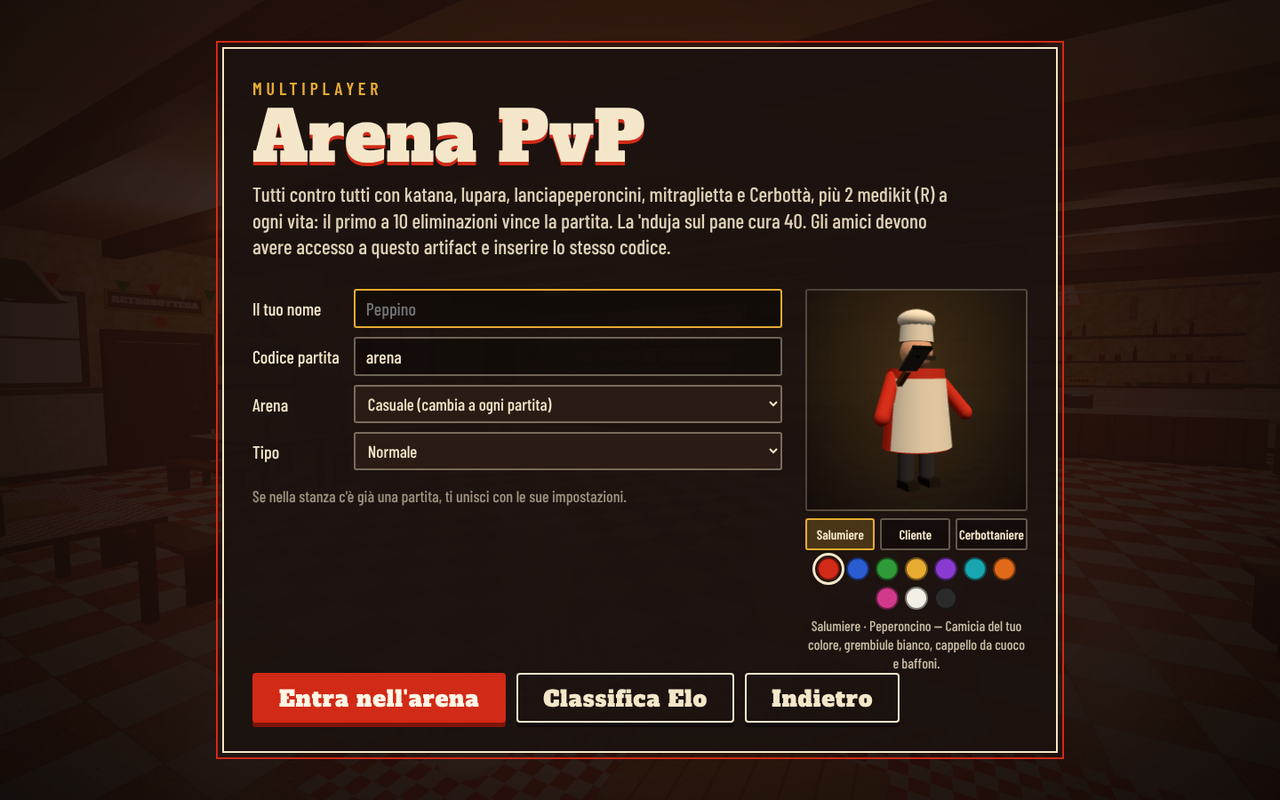 MULTIPLAYER
Arena PvP
Tutti contro tutti con katana, lupara, lanciapeperoncini, mitraglietta e Cerbottà, più 2 medikit (R) a
ogni vita: il primo a 10 eliminazioni vince la partita. La 'nduja sul pane cura 40. Gli amici devono
avere accesso a questo artifact e inserire lo stesso codice.
Il tuo nome
Peppino
Codice partita
arena
Arena
Casuale (cambia a ogni partita)
Tipo
Normale
Se nella stanza c'è già una partita, ti unisci con le sue impostazioni.
RETROBOTTEGA
Salumiere
Cliente
Cerbottaniere
Salumiere · Peperoncino — Camicia del tuo
colore, grembiule bianco, cappello da cuoco
e baffoni.
Entra nell'arena
Classifica Elo
Indietro